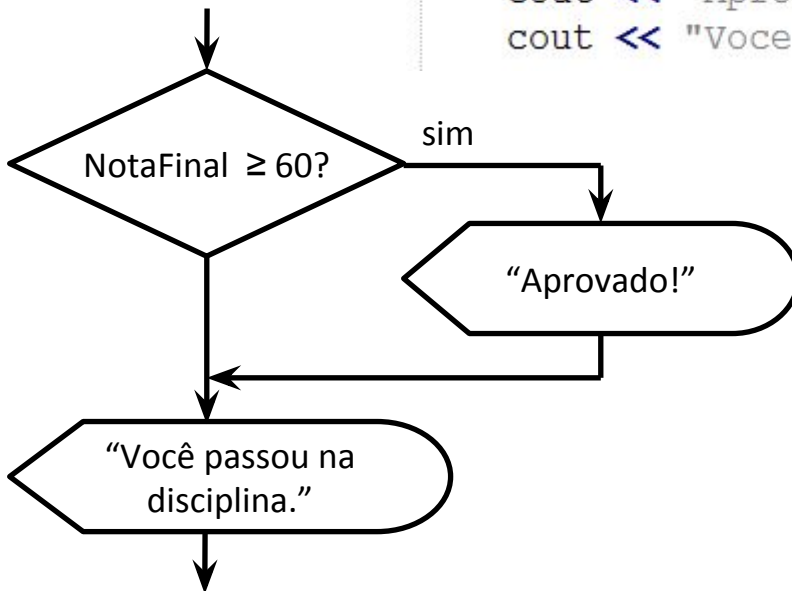 cout << "Voce
NotaFinal ≥ 60?
sim
“Aprovado!”
“Você passou na
disciplina.”